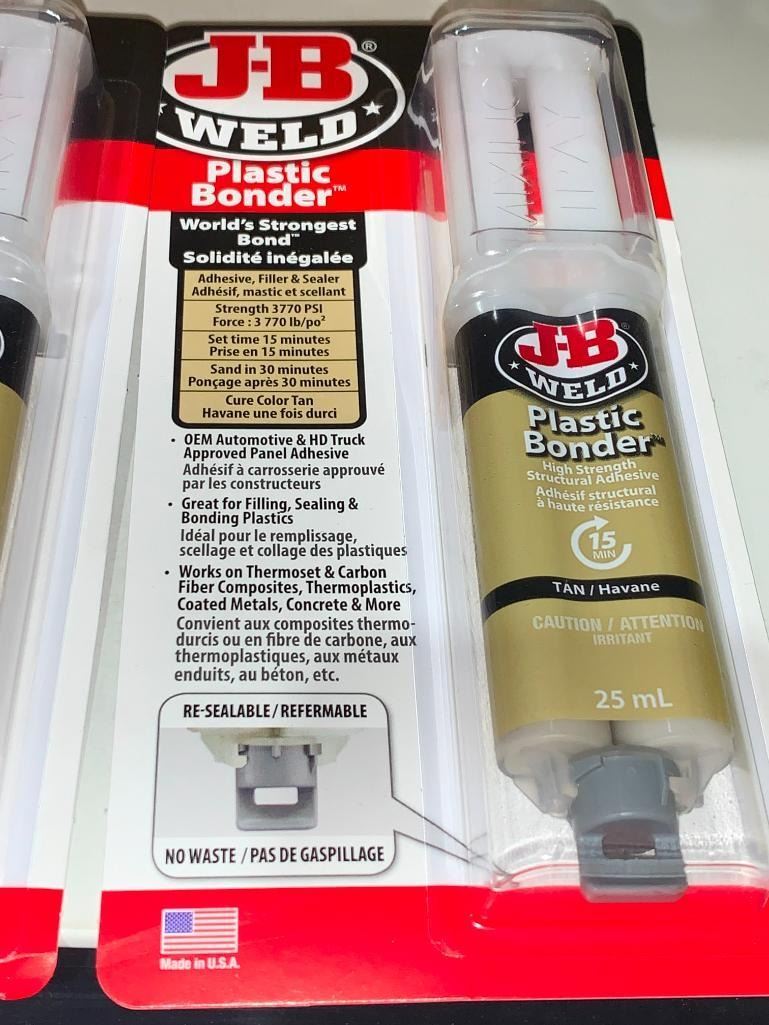 J-B®
WELD
Plastic
Bonder™
World's Strongest
Bond™
Solidité inégalée
Adhesive, Filler & Sealer
Adhésif, mastic et scellant
Strength 3770 PSI
Force : 3 770 lb/po²
Set time 15 minutes
Prise en 15 minutes
Sand in 30 minutes
Ponçage après 30 minutes
Cure Color Tan
Havane une fois durci
• OEM Automotive & HD Truck
Approved Panel Adhesive
Adhésif à carrosserie approuvé
par les constructeurs
• Great for Filling, Sealing &
Bonding Plastics
Idéal pour le remplissage,
scellage et collage des plastiques
• Works on Thermoset & Carbon
Fiber Composites, Thermoplastics,
Coated Metals, Concrete & More
Convient aux composites thermo-
durcis ou en fibre de carbone, aux
thermoplastiques, aux métaux
enduits, au béton, etc.
RE-SEALABLE / REFERMABLE
NO WASTE / PAS DE GASPILLAGE
Made in U.S.A.
J-B®
WELD
Plastic
Bonder™
High Strength
Structural Adhesive
Adhésif structural
à haute résistance
15
MIN
TAN / Havane
CAUTION / ATTENTION
IRRITANT
25 mL